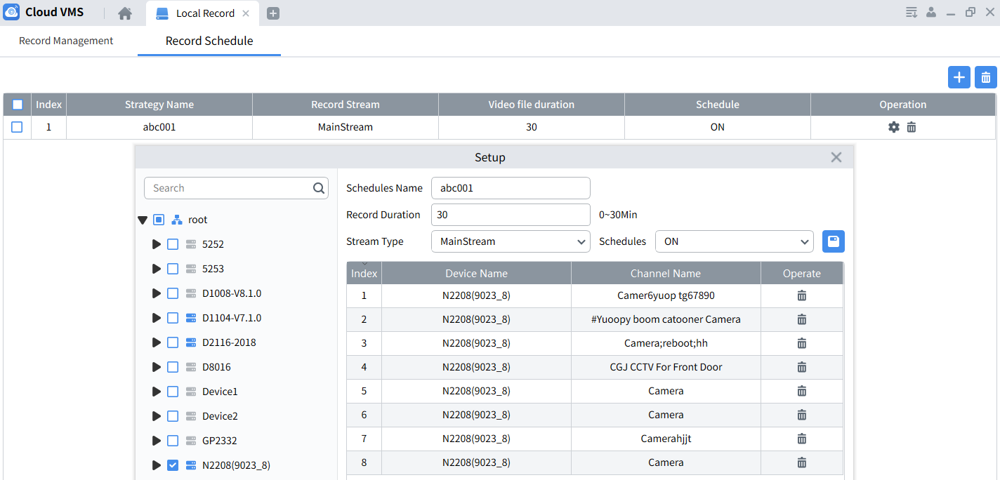 Cloud VMS Local Record
Record Management Record Schedule
Index Strategy Name Record Stream Video file duration Schedule Operation
1 abc001 MainStream 30 ON
Setup
Search
root
5252
5253
D1008-V8.1.0
D1104-V7.1.0
D2116-2018
D8016
Device1
Device2
GP2332
N2208(9023_8)
Schedules Name abc001
Record Duration 30 0~30Min
Stream Type MainStream Schedules ON
Index Device Name Channel Name Operate
1 N2208(9023_8) Camer6yuop tg67890
2 N2208(9023_8) #Yuoopy boom catooner Camera
3 N2208(9023_8) Camera;reboot;hh
4 N2208(9023_8) CGJ CCTV For Front Door
5 N2208(9023_8) Camera
6 N2208(9023_8) Camera
7 N2208(9023_8) Camerahjjt
8 N2208(9023_8) Camera